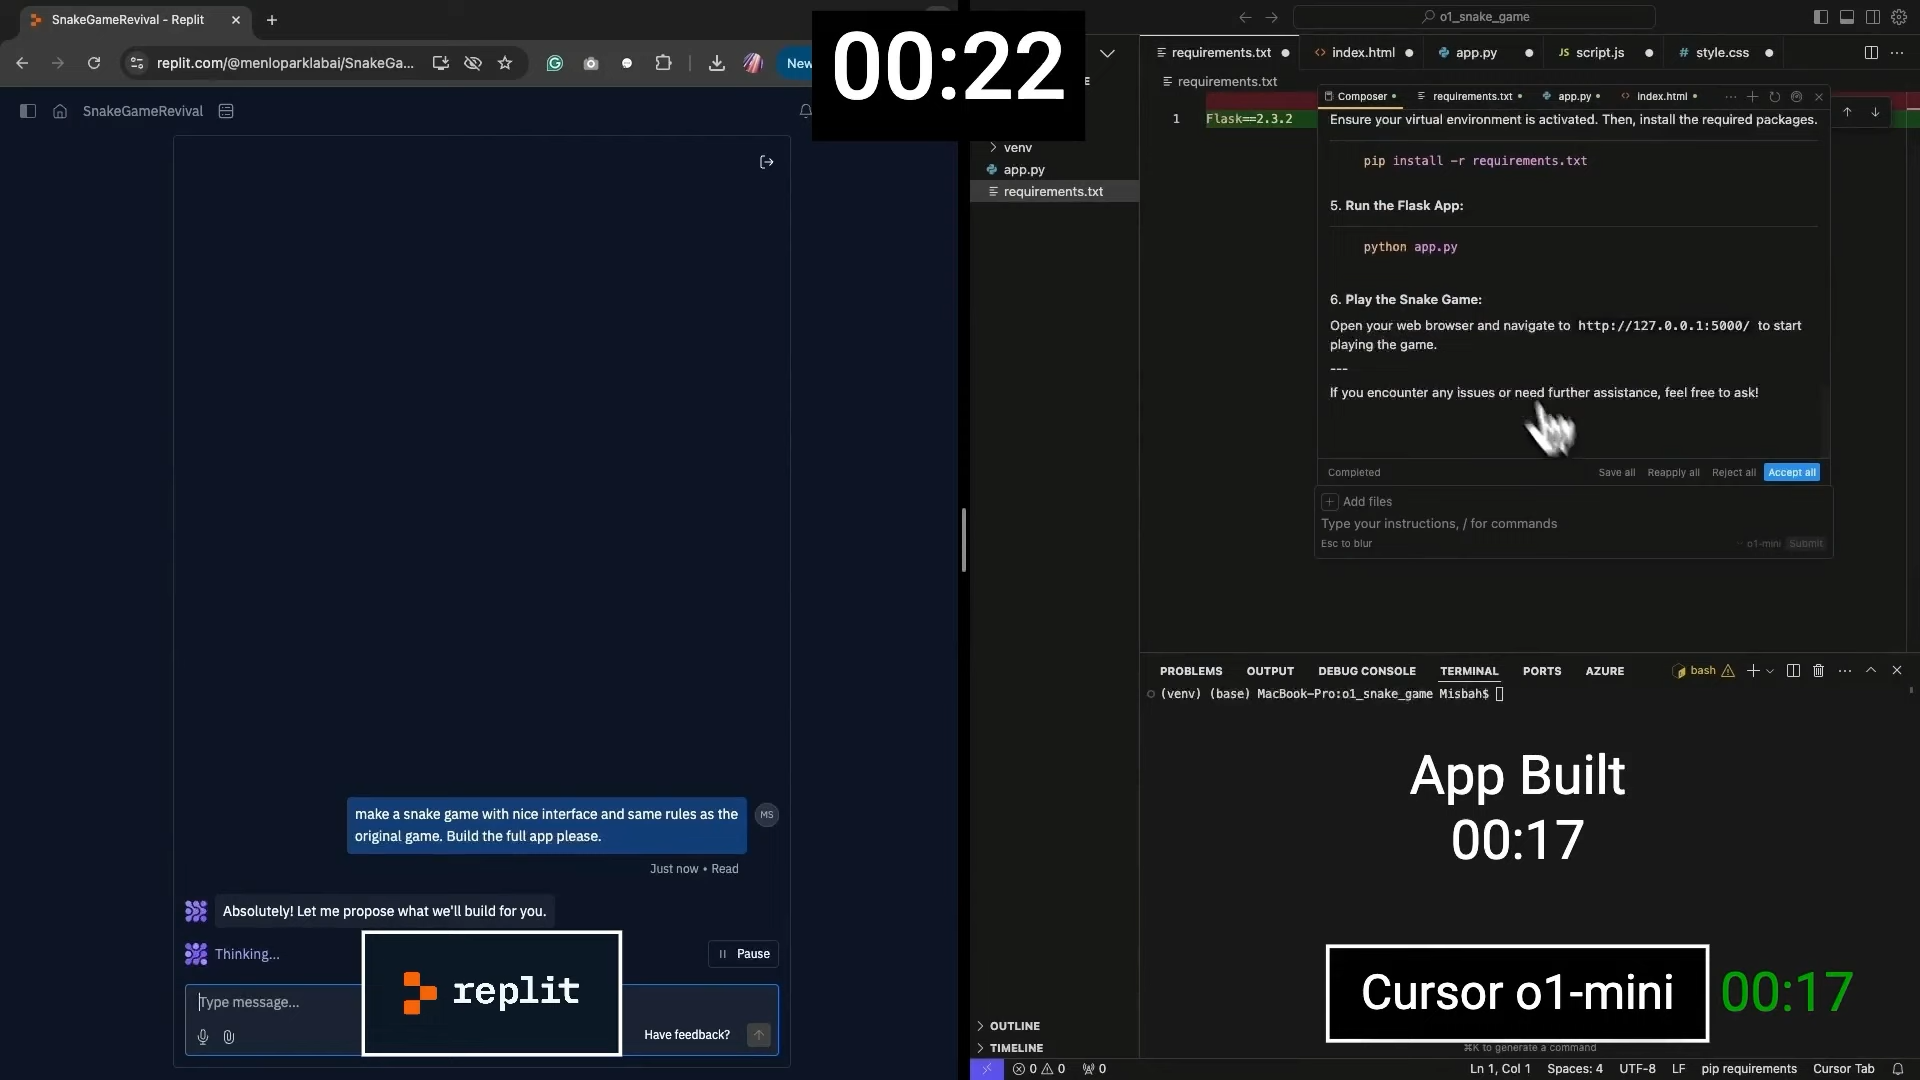 SnakeGameRevival - Replit
replit.com/@menloparklabai/SnakeGa...
New
SnakeGameRevival
00:22
make a snake game with nice interface and same rules as the
original game. Build the full app please.
MS
Just now • Read
Absolutely! Let me propose what we'll build for you.
Thinking...
Pause
Type message...
Have feedback?
replit
o1_snake_game
requirements.txt
index.html
app.py
JS script.js
# style.css
requirements.txt
venv
app.py
requirements.txt
1 Flask==2.3.2
Composer
requirements.txt
app.py
index.html
Ensure your virtual environment is activated. Then, install the required packages.
pip install -r requirements.txt
5. Run the Flask App:
python app.py
6. Play the Snake Game:
Open your web browser and navigate to http://127.0.0.1:5000/ to start
playing the game.
---
If you encounter any issues or need further assistance, feel free to ask!
Completed
Save all
Reapply all
Reject all
Accept all
+ Add files
Type your instructions, / for commands
Esc to blur
o1-mini
Submit
PROBLEMS
OUTPUT
DEBUG CONSOLE
TERMINAL
PORTS
AZURE
bash
(venv) (base) MacBook-Pro:o1_snake_game Misbah$
App Built
00:17
Cursor o1-mini
00:17
OUTLINE
TIMELINE
⌘K to generate a command
0
0
0
Ln 1, Col 1
Spaces: 4
UTF-8
LF
pip requirements
Cursor Tab